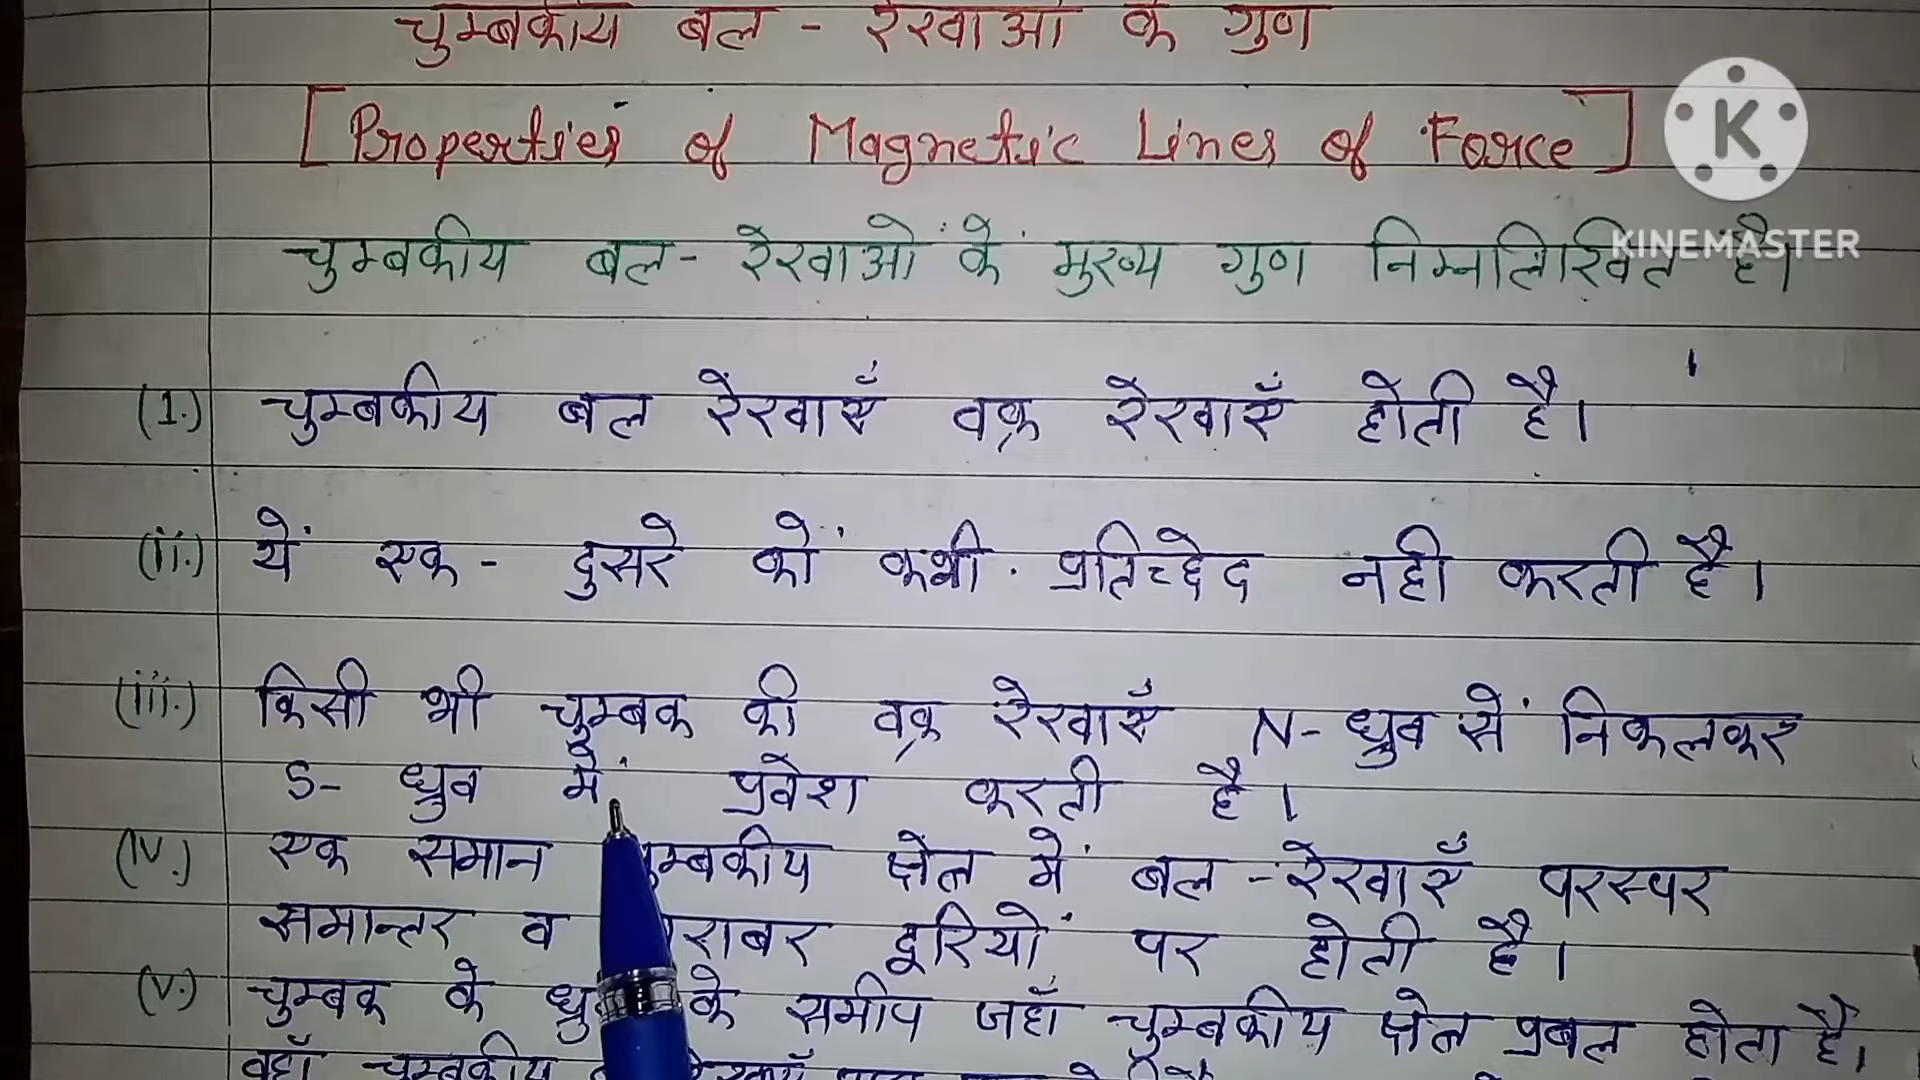 चुम्बकीय बल - रेखाओं के गुण
[Properties of Magnetic Lines of Force]
K
KINEMASTER
चुम्बकीय बल - रेखाओं के मुख्य गुण निम्नलिखित है।
(1.) चुम्बकीय बल रेखाएँ वक्र रेखाएँ होती है।
(ii.) यें एक - दुसरे कों कभी प्रतिच्छेद नही करती है।
(iii.) किसी भी चुम्बक की वक्र रेखाएँ N- ध्रुव सें निकलकर
S- ध्रुव में प्रवेश करती है।
(iv.) एक समान चुम्बकीय क्षेत्र में बल - रेखाएँ परस्पर
समान्तर व बराबर दूरियों पर होती है।
(v.) चुम्बक के ध्रुव के समीप जहाँ चुम्बकीय क्षेत्र प्रबल होता है,
वहाँ चुम्बकीय